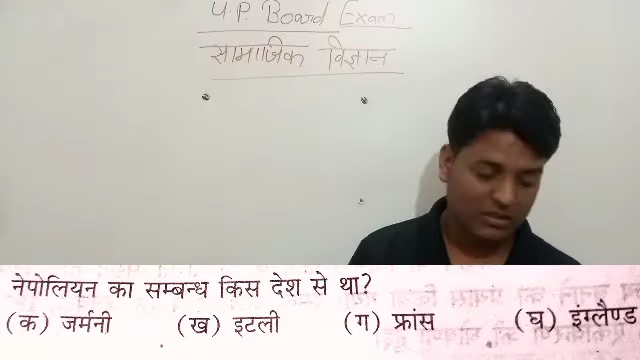 U.P. Board Exam
सामाजिक विज्ञान
नेपोलियन का सम्बन्ध किस देश से था?
(क) जर्मनी (ख) इटली (ग) फ्रांस (घ) इंग्लैण्ड